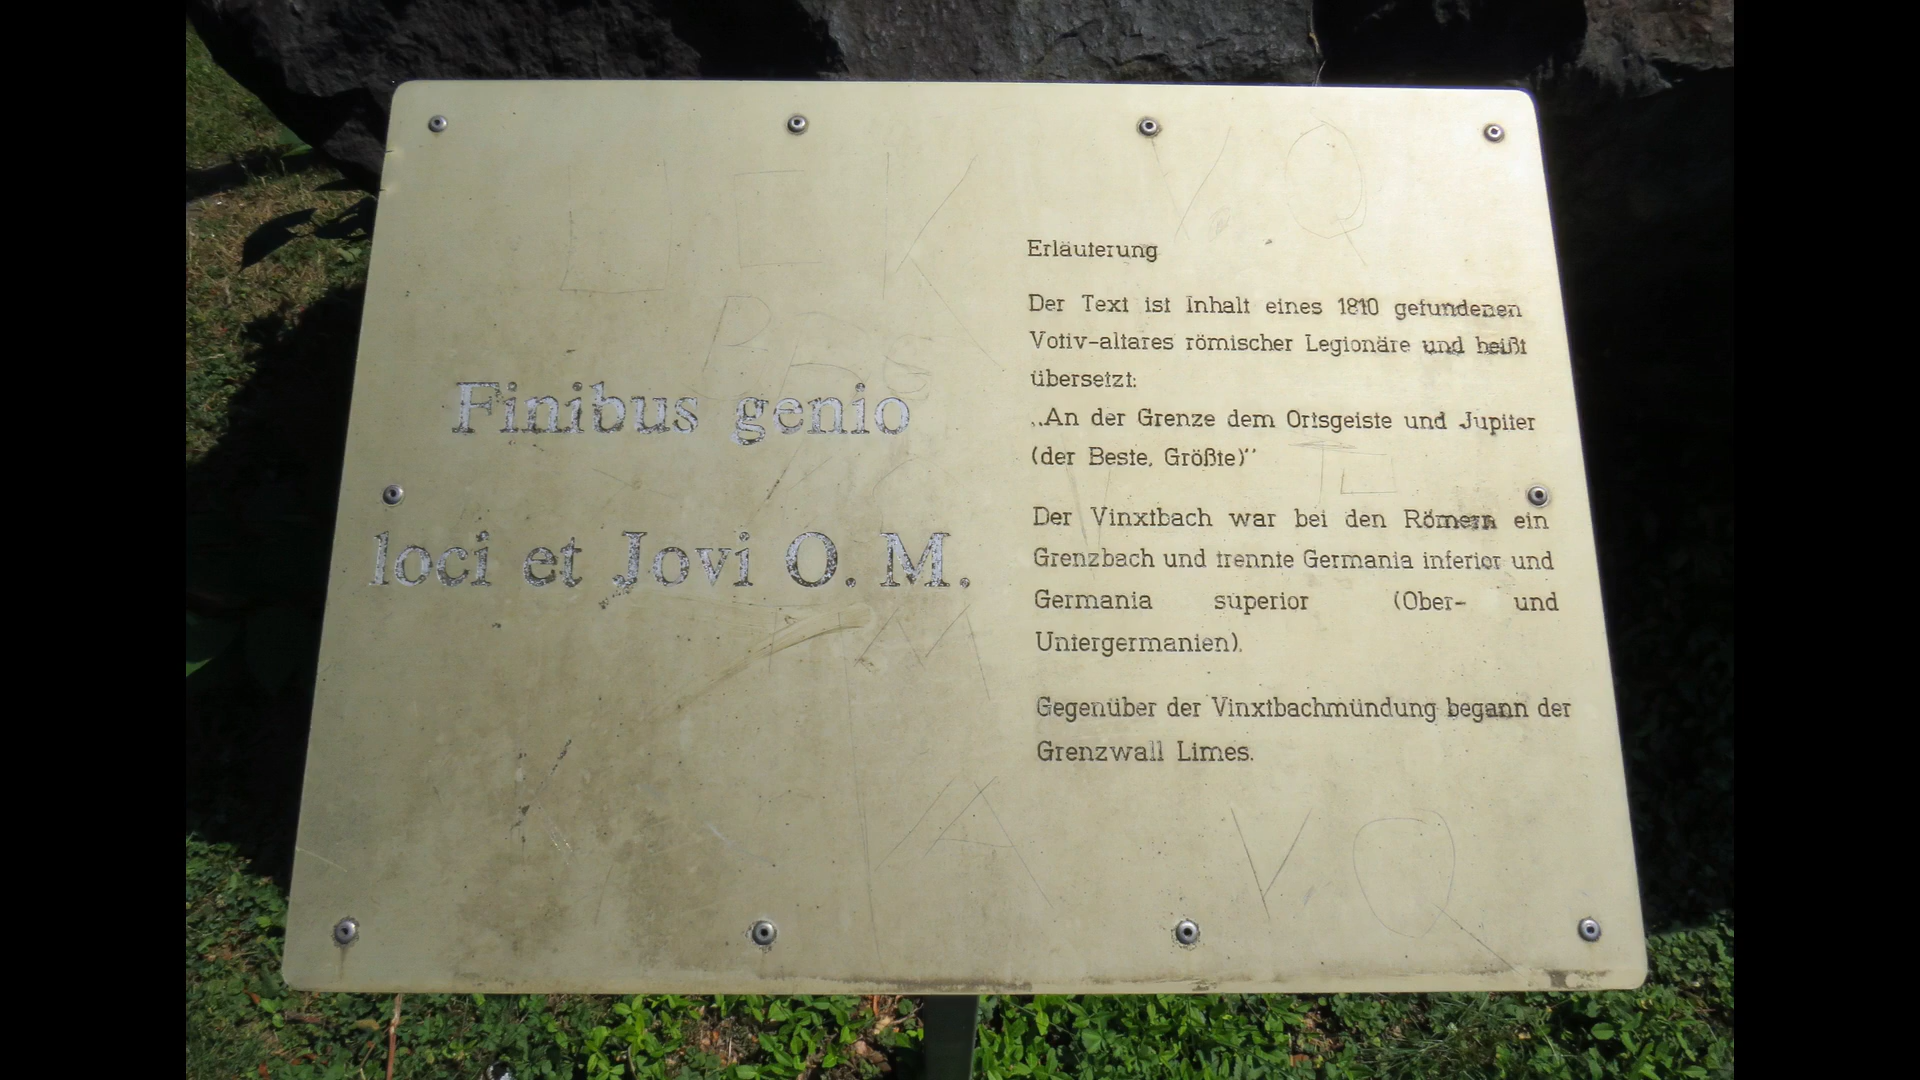 Finibus genio
loci et Jovi O. M.
Erläuterung
Der Text ist Inhalt eines 1810 gefundenen
Votiv-altares römischer Legionäre und heißt
übersetzt:
„An der Grenze dem Ortsgeiste und Jupiter
(der Beste, Größte)"
Der Vinxtbach war bei den Römern ein
Grenzbach und trennte Germania inferior und
Germania superior (Ober- und
Untergermanien).
Gegenüber der Vinxtbachmündung begann der
Grenzwall Limes.